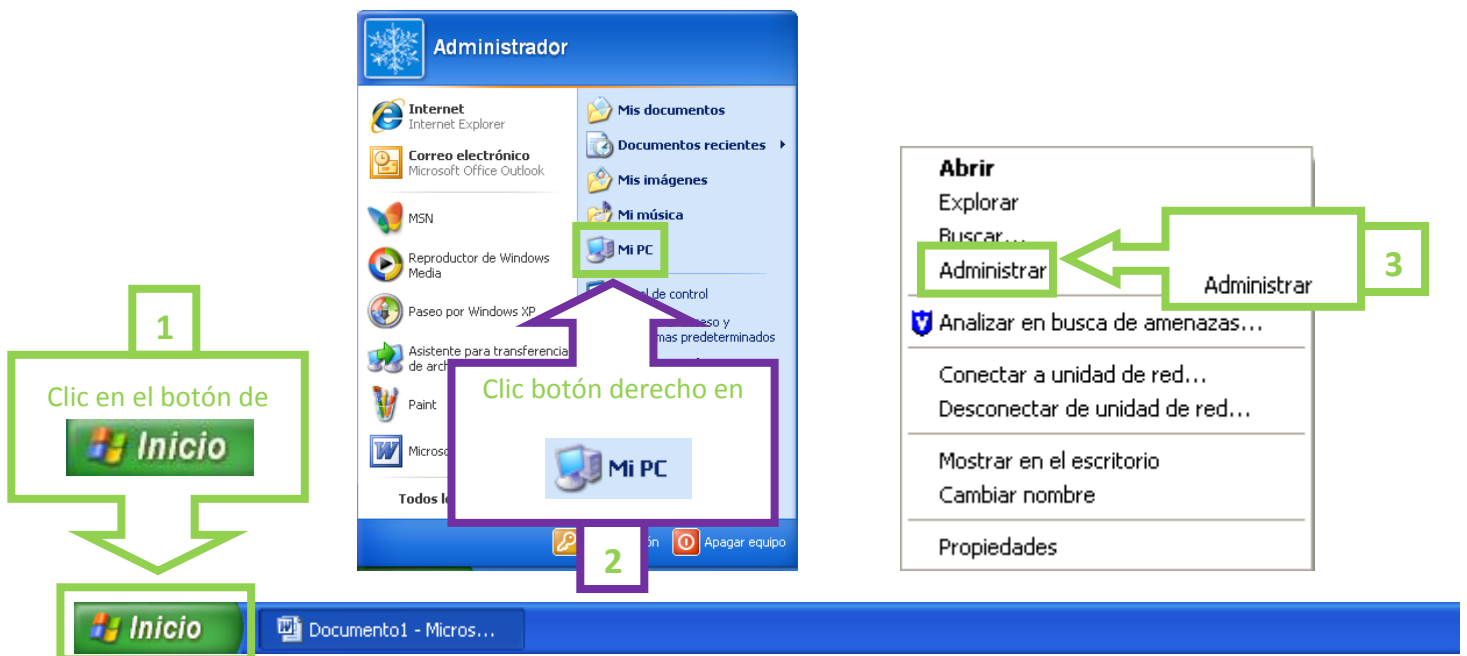 1
Clic en el botón de
Inicio
Inicio
Documento1 - Micros...
Administrador
Internet
Internet Explorer
Correo electrónico
Microsoft Office Outlook
MSN
Reproductor de Windows
Media
Paseo por Windows XP
Asistente para transferencia
de arch
Paint
Microso
Todos l
Mis documentos
Documentos recientes
Mis imágenes
Mi música
Mi PC
l de control
eso y
mas predeterminados
Clic botón derecho en
Mi PC
2
ón
Apagar equipo
Abrir
Explorar
Buscar...
Administrar
Analizar en busca de amenazas...
Conectar a unidad de red...
Desconectar de unidad de red...
Mostrar en el escritorio
Cambiar nombre
Propiedades
Administrar
3